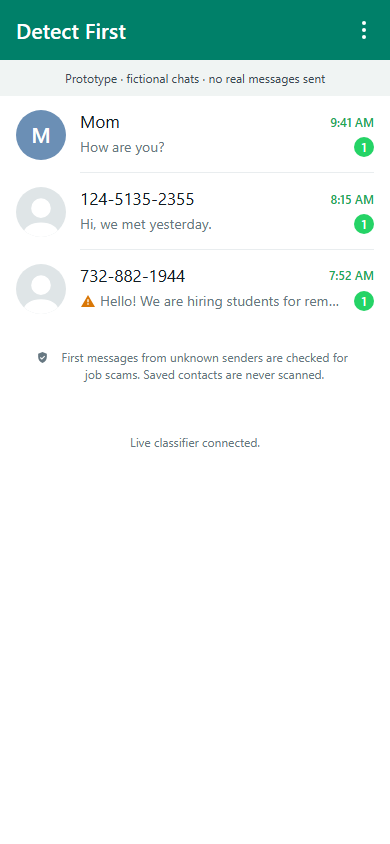 Detect First
Prototype · fictional chats · no real messages sent
M
Mom
9:41 AM
How are you?
1
124-5135-2355
8:15 AM
Hi, we met yesterday.
1
732-882-1944
7:52 AM
Hello! We are hiring students for rem...
1
First messages from unknown senders are checked for
job scams. Saved contacts are never scanned.
Live classifier connected.